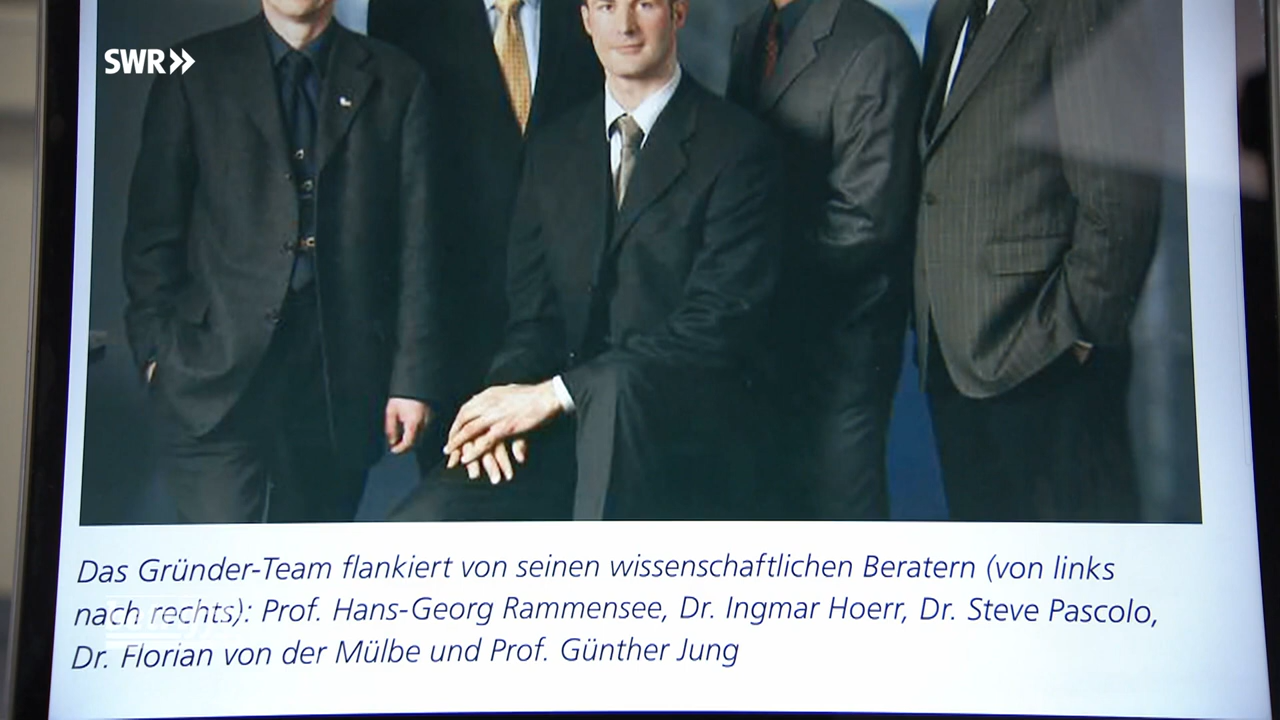 SWR
Das Gründer-Team flankiert von seinen wissenschaftlichen Beratern (von links
nach rechts): Prof. Hans-Georg Rammensee, Dr. Ingmar Hoerr, Dr. Steve Pascolo,
Dr. Florian von der Mülbe und Prof. Günther Jung